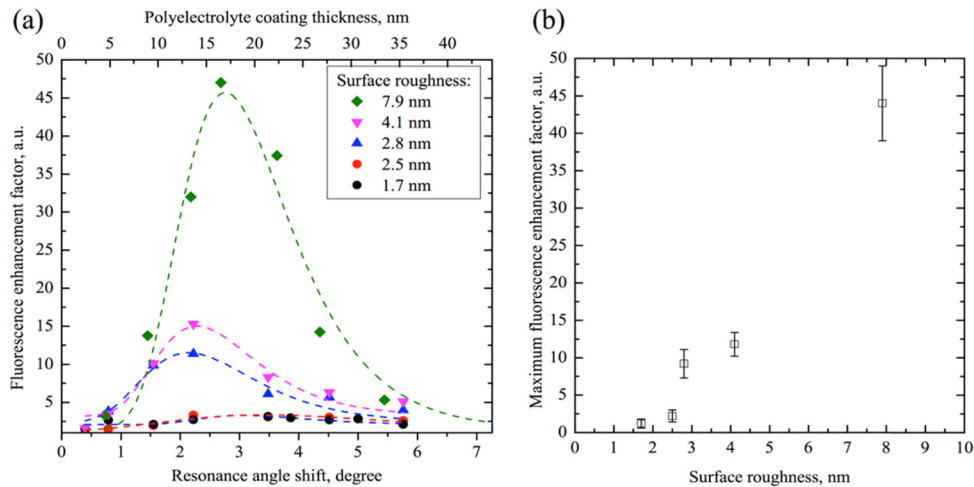 (a)
Polyelectrolyte coating thickness, nm
0 5 10 15 20 25 30 35 40
Fluorescence enhancement factor, a.u.
50
45
40
35
30
25
20
15
10
5
Surface roughness:
7.9 nm
4.1 nm
2.8 nm
2.5 nm
1.7 nm
0 1 2 3 4 5 6 7
Resonance angle shift, degree
(b)
Maximum fluorescence enhancement factor, a.u.
50
45
40
35
30
25
20
15
10
5
0
0 1 2 3 4 5 6 7 8 9 10
Surface roughness, nm